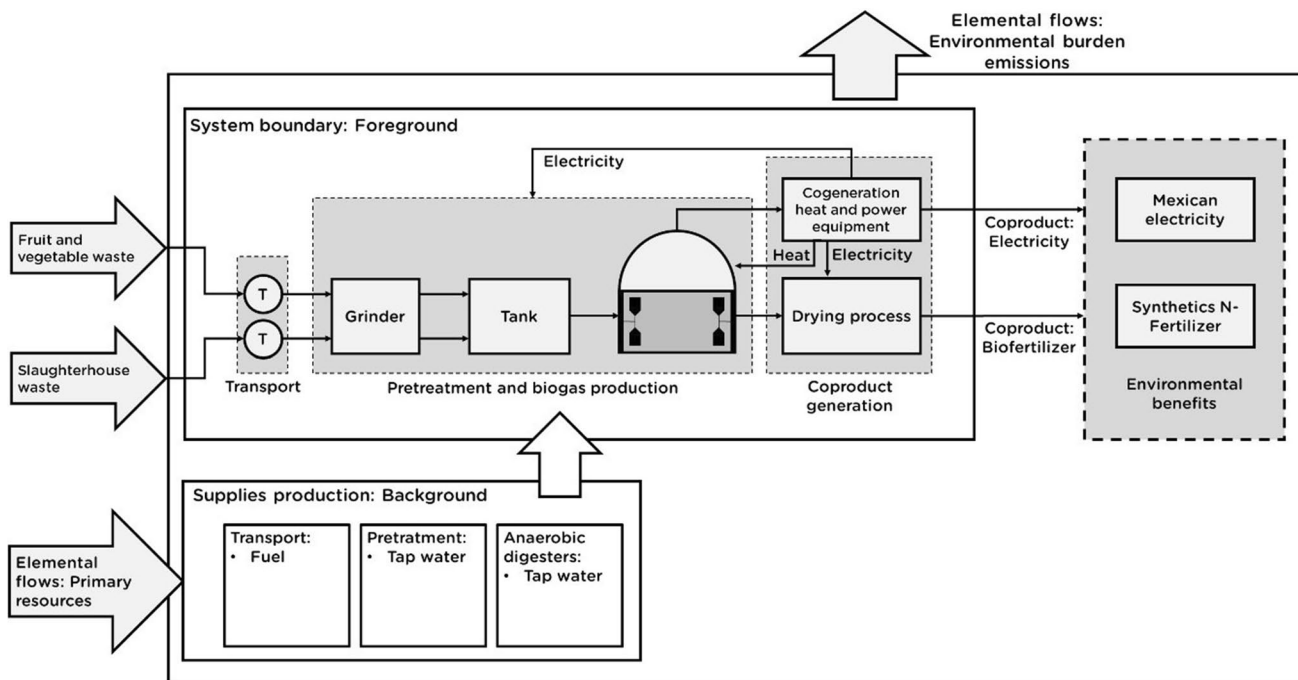 Elemental flows:
Environmental burden
emissions
System boundary: Foreground
Electricity
Cogeneration
heat and power
equipment
Mexican
electricity
Coproduct:
Electricity
Fruit and
vegetable waste
Heat
Electricity
T
Grinder
Tank
Drying process
Synthetics N-
Fertilizer
T
Coproduct:
Biofertilizer
Slaughterhouse
waste
Transport
Pretreatment and biogas production
Coproduct
generation
Environmental
benefits
Supplies production: Background
Transport:
• Fuel
Pretratment:
• Tap water
Anaerobic
digesters:
• Tap water
Elemental
flows: Primary
resources